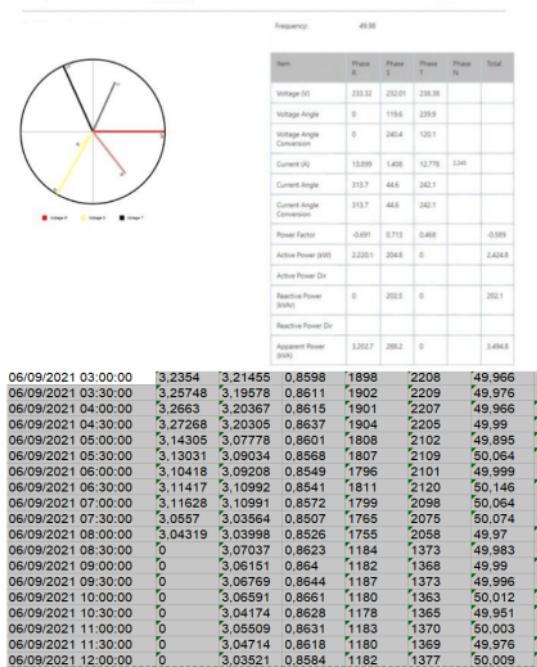 Frequency: 49.98
Item Phase R Phase S Phase T Phase N Total
Voltage (V) 233.32 232.01 238.38
Voltage Angle 0 119.6 239.9
Voltage Angle Conversion 0 240.4 120.1
Current (A) 13.899 1.408 12.778 2.240
Current Angle 313.7 44.6 242.1
Current Angle Conversion 313.7 44.6 242.1
Power Factor -0.691 0.713 0.468 -0.589
Active Power (kW) 2.220.1 204.8 0 2,424.8
Active Power Dir
Reactive Power (kVAr) 0 202.5 0 202.1
Reactive Power Dir
Apparent Power (kVA) 3.202.7 288.2 0 3,494.8
Voltage R Voltage S Voltage T
06/09/2021 03:00:00 3,2354 3,21455 0,8598 1898 2208 49,966
06/09/2021 03:30:00 3,25748 3,19578 0,8611 1902 2209 49,976
06/09/2021 04:00:00 3,2663 3,20367 0,8615 1901 2207 49,966
06/09/2021 04:30:00 3,27268 3,20305 0,8637 1904 2205 49,99
06/09/2021 05:00:00 3,14305 3,07778 0,8601 1808 2102 49,895
06/09/2021 05:30:00 3,13031 3,09034 0,8568 1807 2109 50,064
06/09/2021 06:00:00 3,10418 3,09208 0,8549 1796 2101 49,999
06/09/2021 06:30:00 3,11417 3,10992 0,8541 1811 2120 50,146
06/09/2021 07:00:00 3,11628 3,10991 0,8572 1799 2098 50,064
06/09/2021 07:30:00 3,0557 3,03564 0,8507 1765 2075 50,074
06/09/2021 08:00:00 3,04319 3,03998 0,8526 1755 2058 49,97
06/09/2021 08:30:00 0 3,07037 0,8623 1184 1373 49,983
06/09/2021 09:00:00 0 3,06151 0,864 1182 1368 49,99
06/09/2021 09:30:00 0 3,06769 0,8644 1187 1373 49,996
06/09/2021 10:00:00 0 3,06591 0,8661 1180 1363 50,012
06/09/2021 10:30:00 0 3,04174 0,8628 1178 1365 49,951
06/09/2021 11:00:00 0 3,05509 0,8631 1183 1370 50,003
06/09/2021 11:30:00 0 3,04714 0,8618 1180 1369 49,976
06/09/2021 12:00:00 0 3,03521 0,8584 1182 1377 50,009